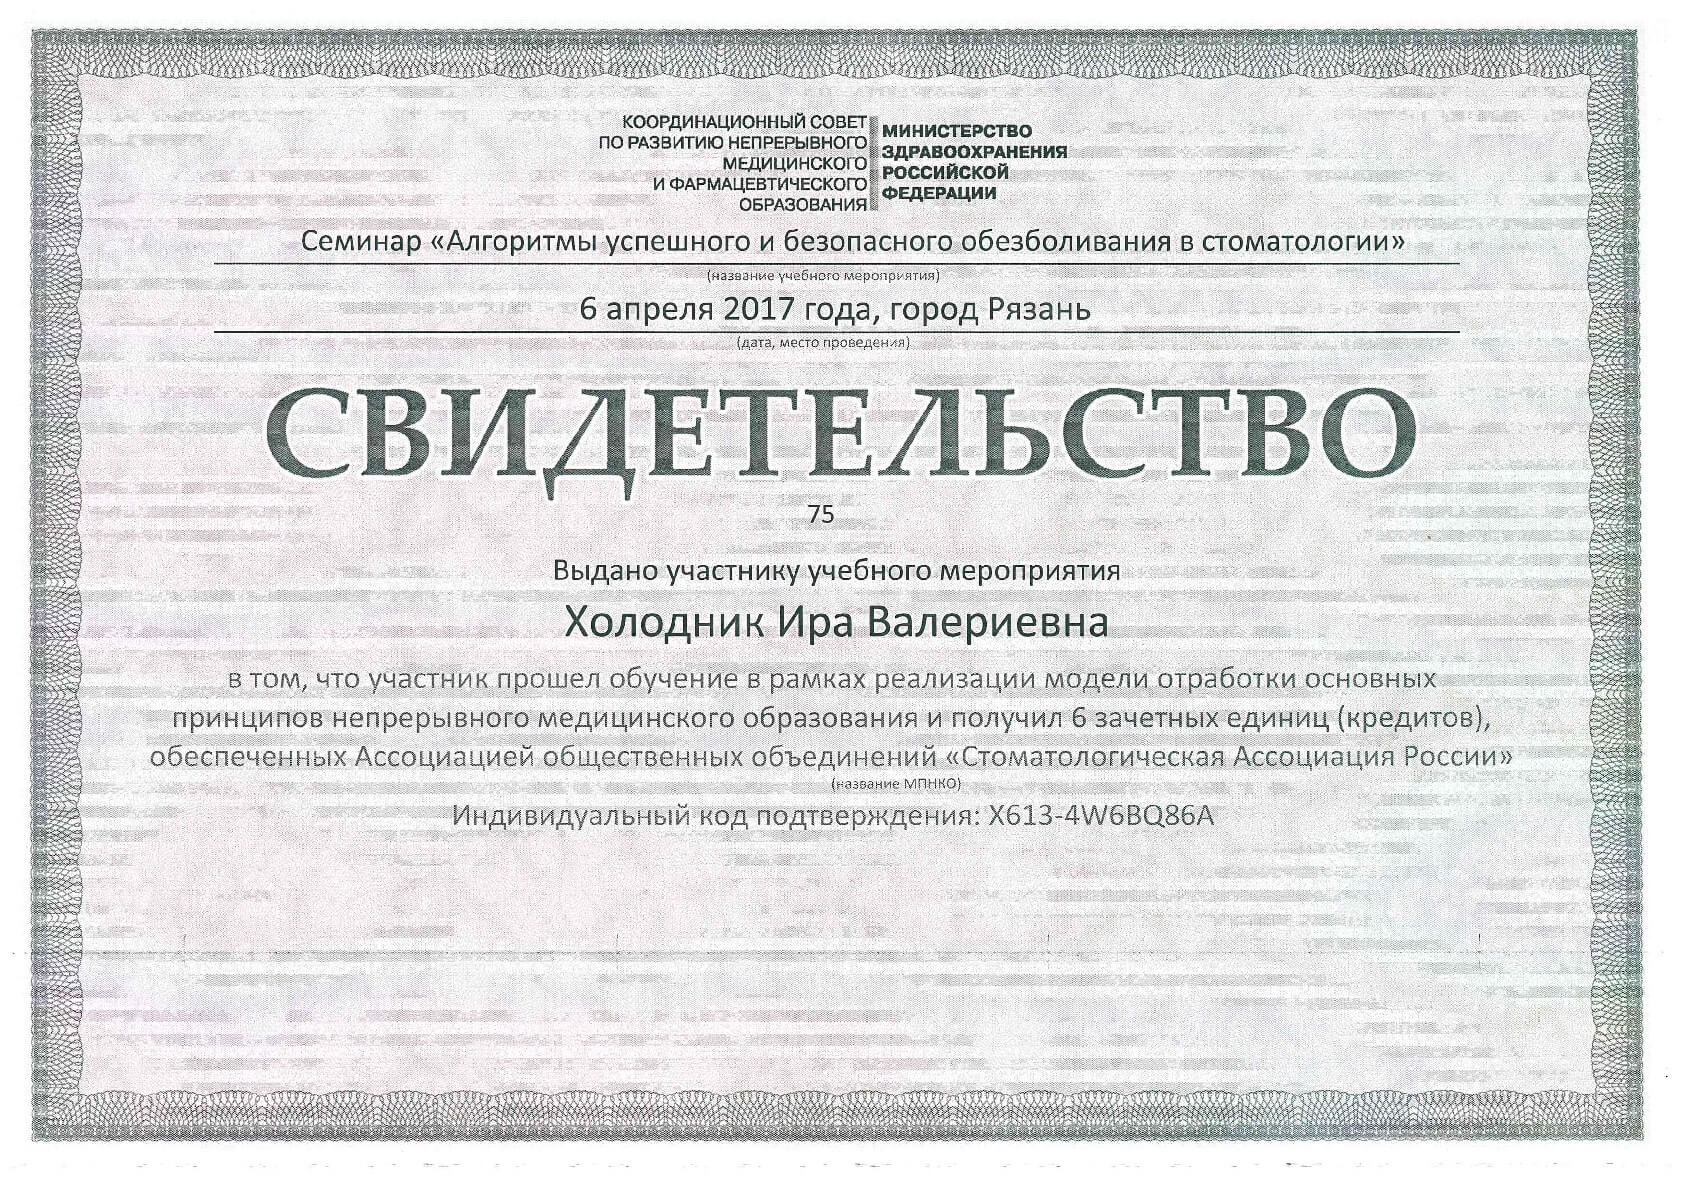 КООРДИНАЦИОННЫЙ СОВЕТ
ПО РАЗВИТИЮ НЕПРЕРЫВНОГО
МЕДИЦИНСКОГО
И ФАРМАЦЕВТИЧЕСКОГО
ОБРАЗОВАНИЯ
МИНИСТЕРСТВО
ЗДРАВООХРАНЕНИЯ
РОССИЙСКОЙ
ФЕДЕРАЦИИ
Семинар «Алгоритмы успешного и безопасного обезболивания в стоматологии»
(название учебного мероприятия)
6 апреля 2017 года, город Рязань
(дата, место проведения)
СВИДЕТЕЛЬСТВО
75
Выдано участнику учебного мероприятия
Холодник Ира Валериевна
в том, что участник прошел обучение в рамках реализации модели отработки основных
принципов непрерывного медицинского образования и получил 6 зачетных единиц (кредитов),
обеспеченных Ассоциацией общественных объединений «Стоматологическая Ассоциация России»
(название МПНКО)
Индивидуальный код подтверждения: X613-4W6BQ86A